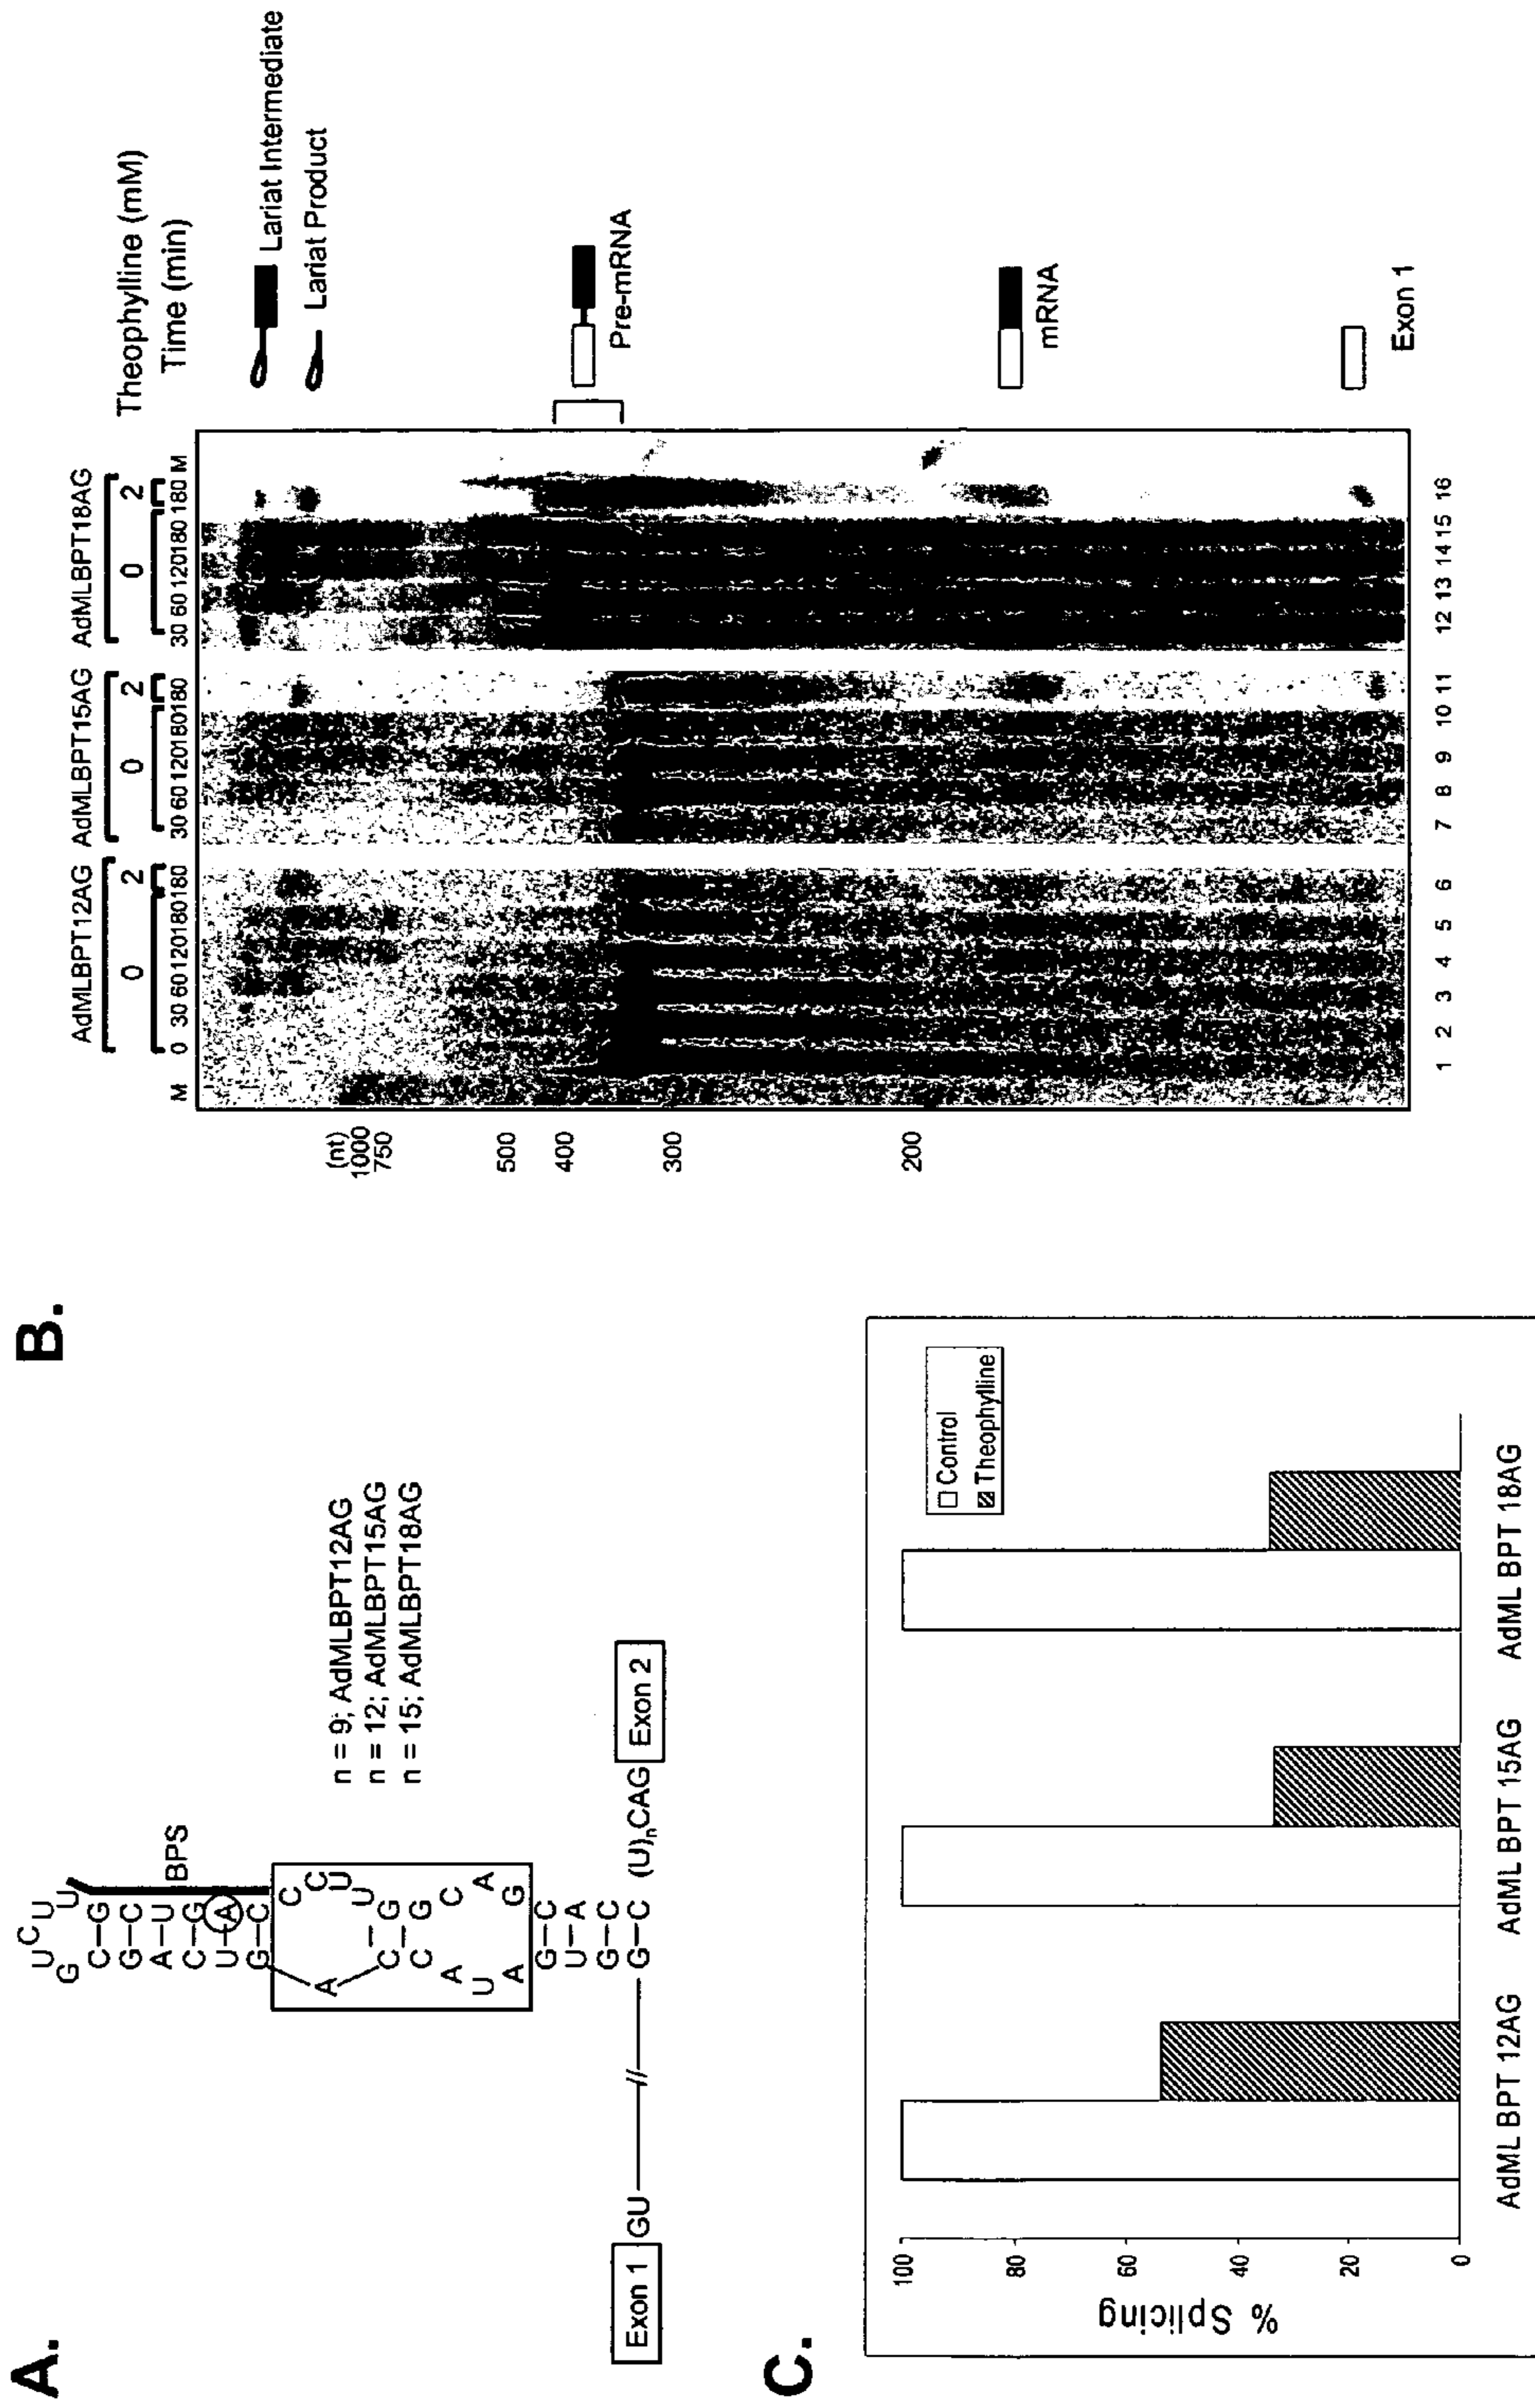 A.
U C U
G U
C–G
G–C
A–U
C–G
U–A
G–C
BPS
A C
C
U
U
C–G
C G
A C
U A
A G
G–C
U–A
G–C
G–C
Exon 1 GU // (U)nCAG Exon 2
n = 9; AdMLBPT12AG
n = 12; AdMLBPT15AG
n = 15; AdMLBPT18AG
B.
AdMLBPT12AG AdMLBPT15AG AdMLBPT18AG
0 2 0 2 0 2 Theophylline (mM)
M 0 30 60 120 180 180 30 60 120 180 180 30 60 120 180 180 M Time (min)
(nt)
1000
750
500
400
300
200
Lariat Intermediate
Lariat Product
Pre-mRNA
mRNA
Exon 1
1 2 3 4 5 6 7 8 9 10 11 12 13 14 15 16
C.
% Splicing
100
80
60
40
20
0
Control
Theophylline
AdML BPT 12AG AdML BPT 15AG AdML BPT 18AG